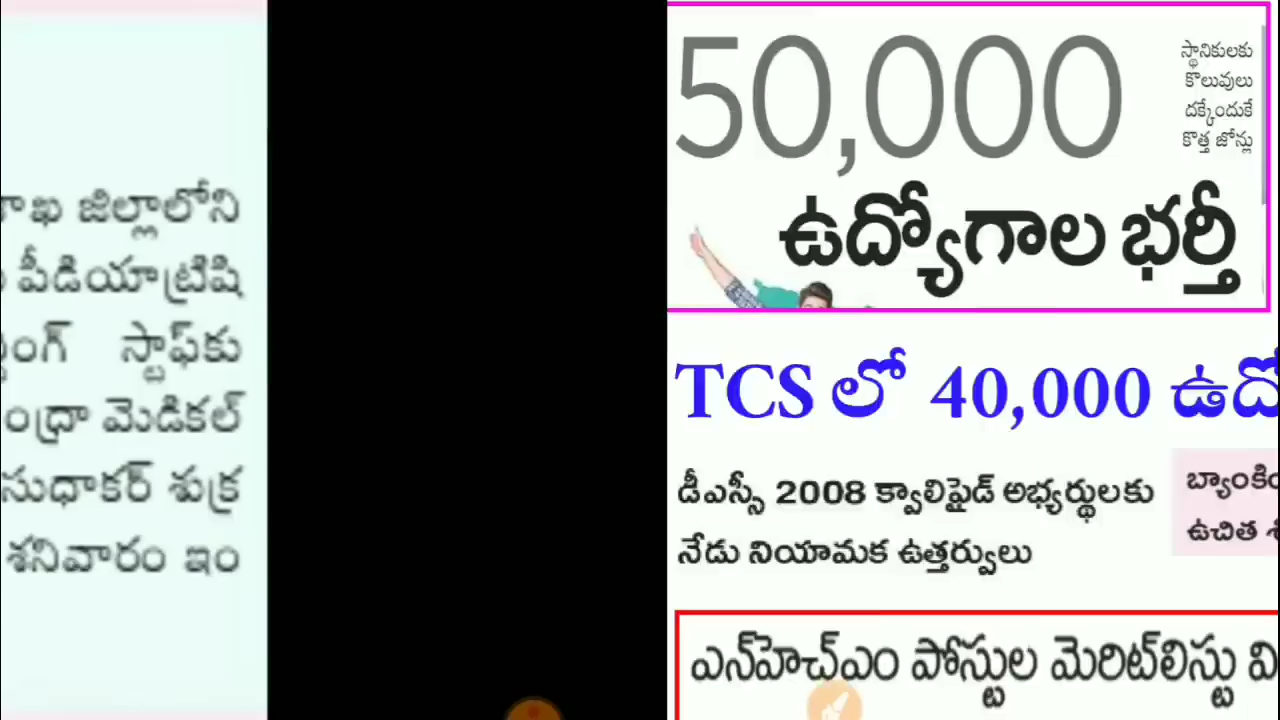 జిల్లాలోని
పీడియాట్రిషి
స్టాఫ్‌కు
మెడికల్
సుధాకర్ శుక్ర
శనివారం ఇం
50,000
స్థానికులకు
కొలువులు
దక్కేందుకే
కొత్త జోన్లు
ఉద్యోగాల భర్తీ
TCS లో 40,000
డీఎస్సీ 2008 క్వాలిఫైడ్ అభ్యర్థులకు
నేడు నియామక ఉత్తర్వులు
ఉచిత
ఎన్‌హెచ్‌ఎం పోస్టుల మెరిట్‌లిస్టు